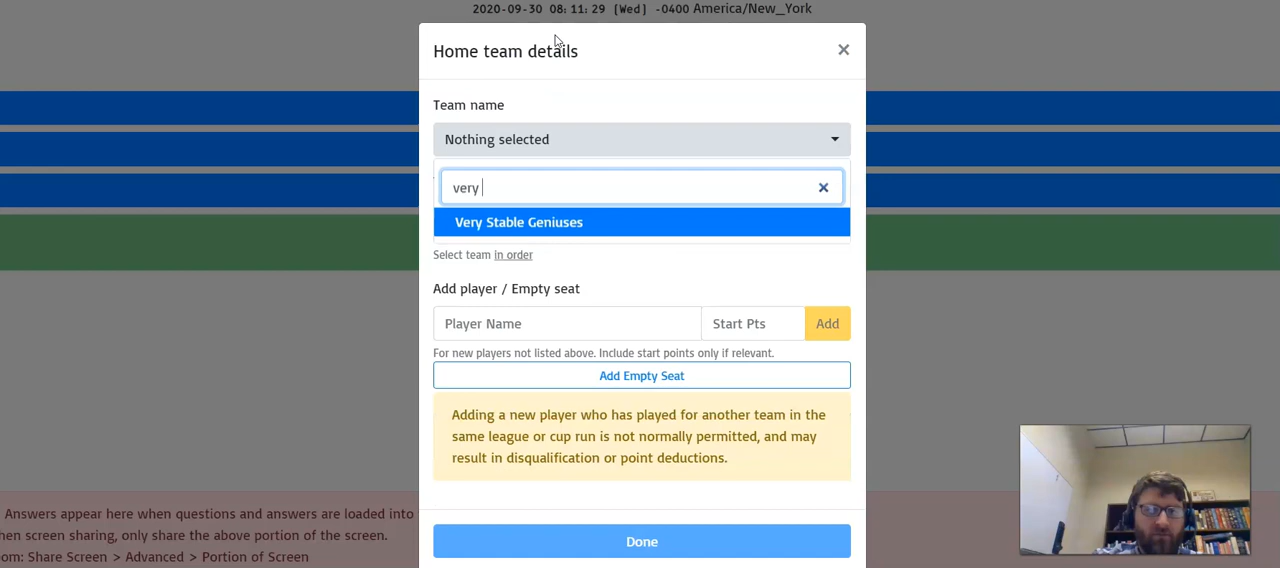 2020-09-30 08:11:29 [Wed] -0400 America/New_York
Home team details
×
Team name
Nothing selected
very
×
Very Stable Geniuses
Select team in order
Add player / Empty seat
Player Name Start Pts Add
For new players not listed above. Include start points only if relevant.
Add Empty Seat
Adding a new player who has played for another team in the
same league or cup run is not normally permitted, and may
result in disqualification or point deductions.
Answers appear here when questions and answers are loaded into
hen screen sharing, only share the above portion of the screen.
oom: Share Screen > Advanced > Portion of Screen
Done